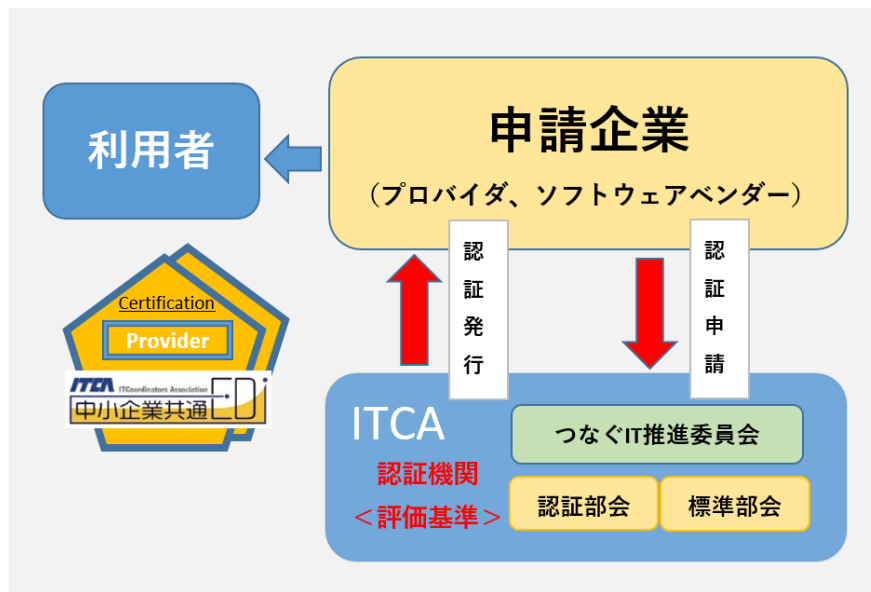 利用者
申請企業
（プロバイダ、ソフトウェアベンダー）
認証発行
認証申請
Certification
Provider
ITCA ITCoordinators Association
中小企業共通EDi
ITCA
認証機関
＜評価基準＞
つなぐIT推進委員会
認証部会
標準部会